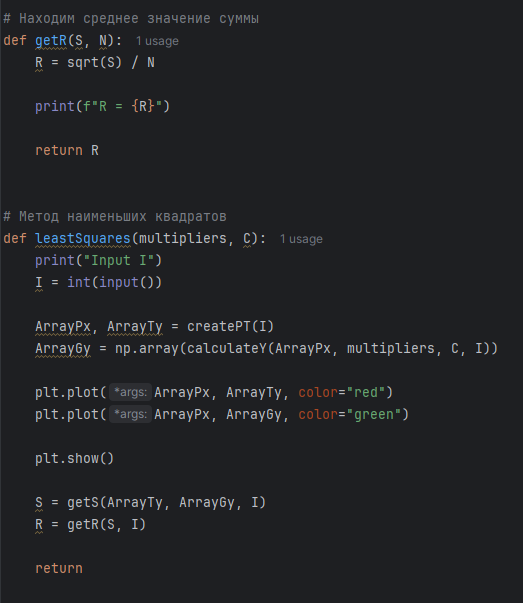 # Находим среднее значение суммы
def getR(S, N): 1 usage
    R = sqrt(S) / N

    print(f"R = {R}")

    return R


# Метод наименьших квадратов
def leastSquares(multipliers, C): 1 usage
    print("Input I")
    I = int(input())

    ArrayPx, ArrayTy = createPT(I)
    ArrayGy = np.array(calculateY(ArrayPx, multipliers, C, I))

    plt.plot( *args: ArrayPx, ArrayTy, color="red")
    plt.plot( *args: ArrayPx, ArrayGy, color="green")

    plt.show()

    S = getS(ArrayTy, ArrayGy, I)
    R = getR(S, I)

    return